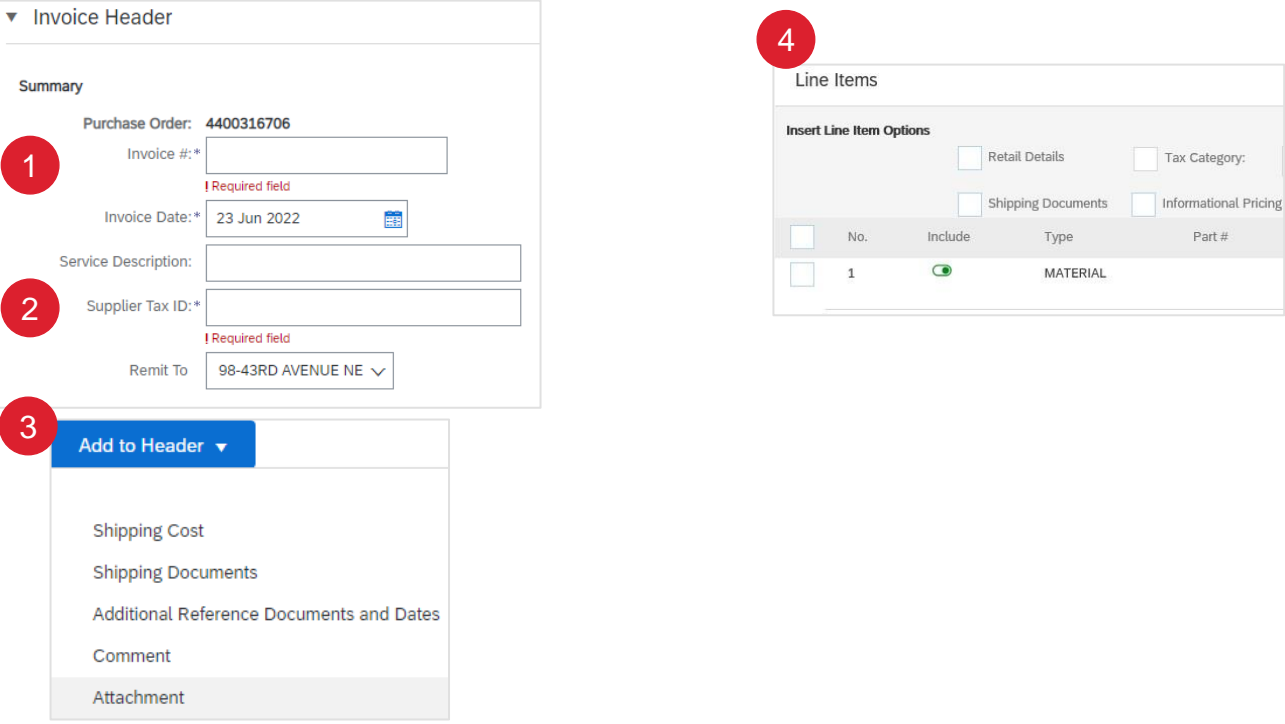 Invoice Header
Summary
Purchase Order: 4400316706
1
Invoice #:*
! Required field
Invoice Date:* 23 Jun 2022
Service Description:
2
Supplier Tax ID:*
! Required field
Remit To 98-43RD AVENUE NE
3
Add to Header
Shipping Cost
Shipping Documents
Additional Reference Documents and Dates
Comment
Attachment
4
Line Items
Insert Line Item Options
Retail Details Tax Category:
Shipping Documents Informational Pricing
No. Include Type Part #
1 MATERIAL